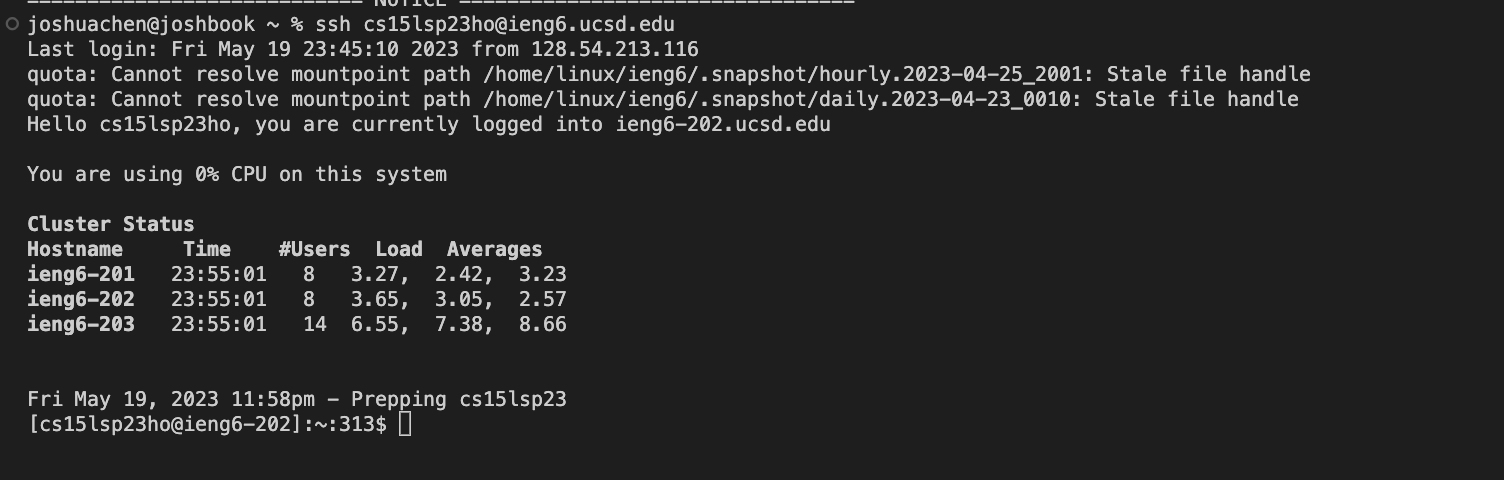 ============================ NOTICE =================================
joshuachen@joshbook ~ % ssh cs15lsp23ho@ieng6.ucsd.edu
Last login: Fri May 19 23:45:10 2023 from 128.54.213.116
quota: Cannot resolve mountpoint path /home/linux/ieng6/.snapshot/hourly.2023-04-25_2001: Stale file handle
quota: Cannot resolve mountpoint path /home/linux/ieng6/.snapshot/daily.2023-04-23_0010: Stale file handle
Hello cs15lsp23ho, you are currently logged into ieng6-202.ucsd.edu
You are using 0% CPU on this system
Cluster Status
Hostname     Time    #Users  Load  Averages
ieng6-201   23:55:01   8   3.27,  2.42,  3.23
ieng6-202   23:55:01   8   3.65,  3.05,  2.57
ieng6-203   23:55:01   14  6.55,  7.38,  8.66
Fri May 19, 2023 11:58pm - Prepping cs15lsp23
[cs15lsp23ho@ieng6-202]:~:313$